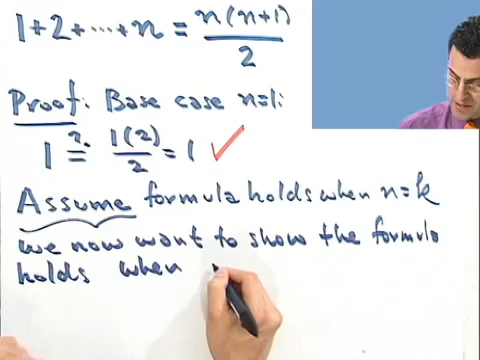 1+2+···+n = n(n+1)/2
Proof: Base case n=1:
1 ?= 1(2)/2 = 1 ✓
Assume formula holds when n=k
we now want to show the formula
holds when